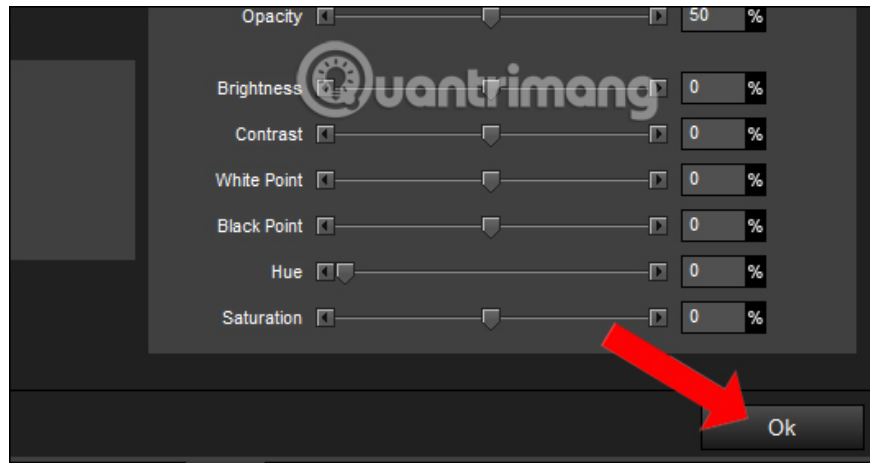 Opacity 50 %
Quantrimang
Brightness 0 %
Contrast 0 %
White Point 0 %
Black Point 0 %
Hue 0 %
Saturation 0 %
Ok